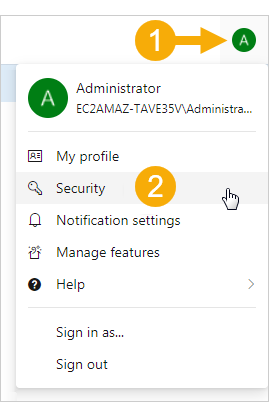 1
A
A
Administrator
EC2AMAZ-TAVE35V\Administra...
My profile
Security
2
Notification settings
Manage features
Help
Sign in as...
Sign out